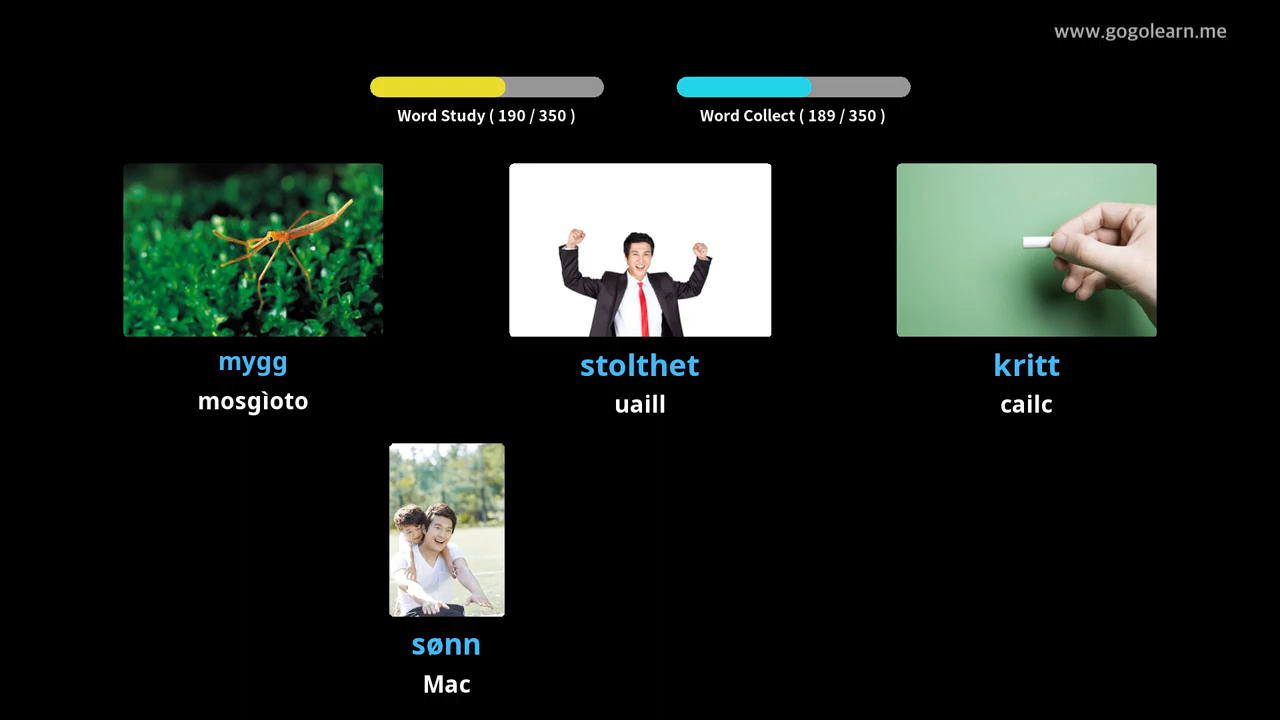 www.gogolearn.me
Word Study ( 190 / 350 )
Word Collect ( 189 / 350 )
mygg
mosgìoto
stolthet
uaill
kritt
cailc
sønn
Mac